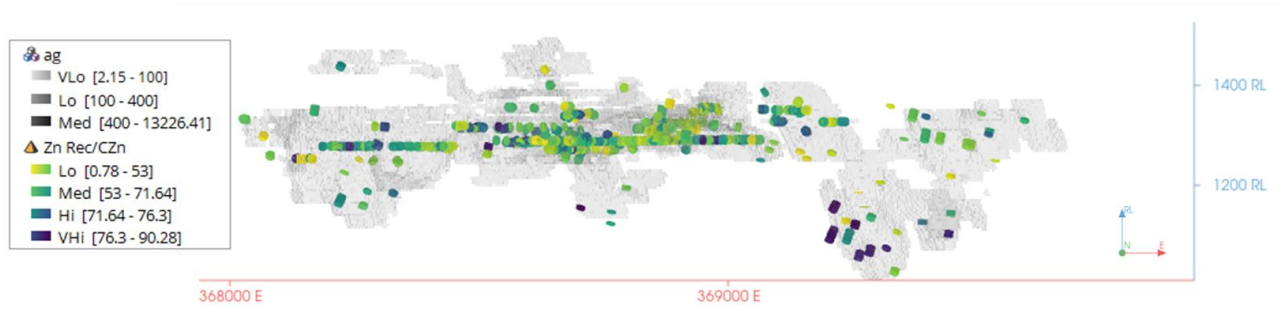 ag
VLo [2.15 - 100]
Lo [100 - 400]
Med [400 - 13226.41]
Zn Rec/CZn
Lo [0.78 - 53]
Med [53 - 71.64]
Hi [71.64 - 76.3]
VHi [76.3 - 90.28]
1400 RL
1200 RL
RL
N
E
368000 E
369000 E